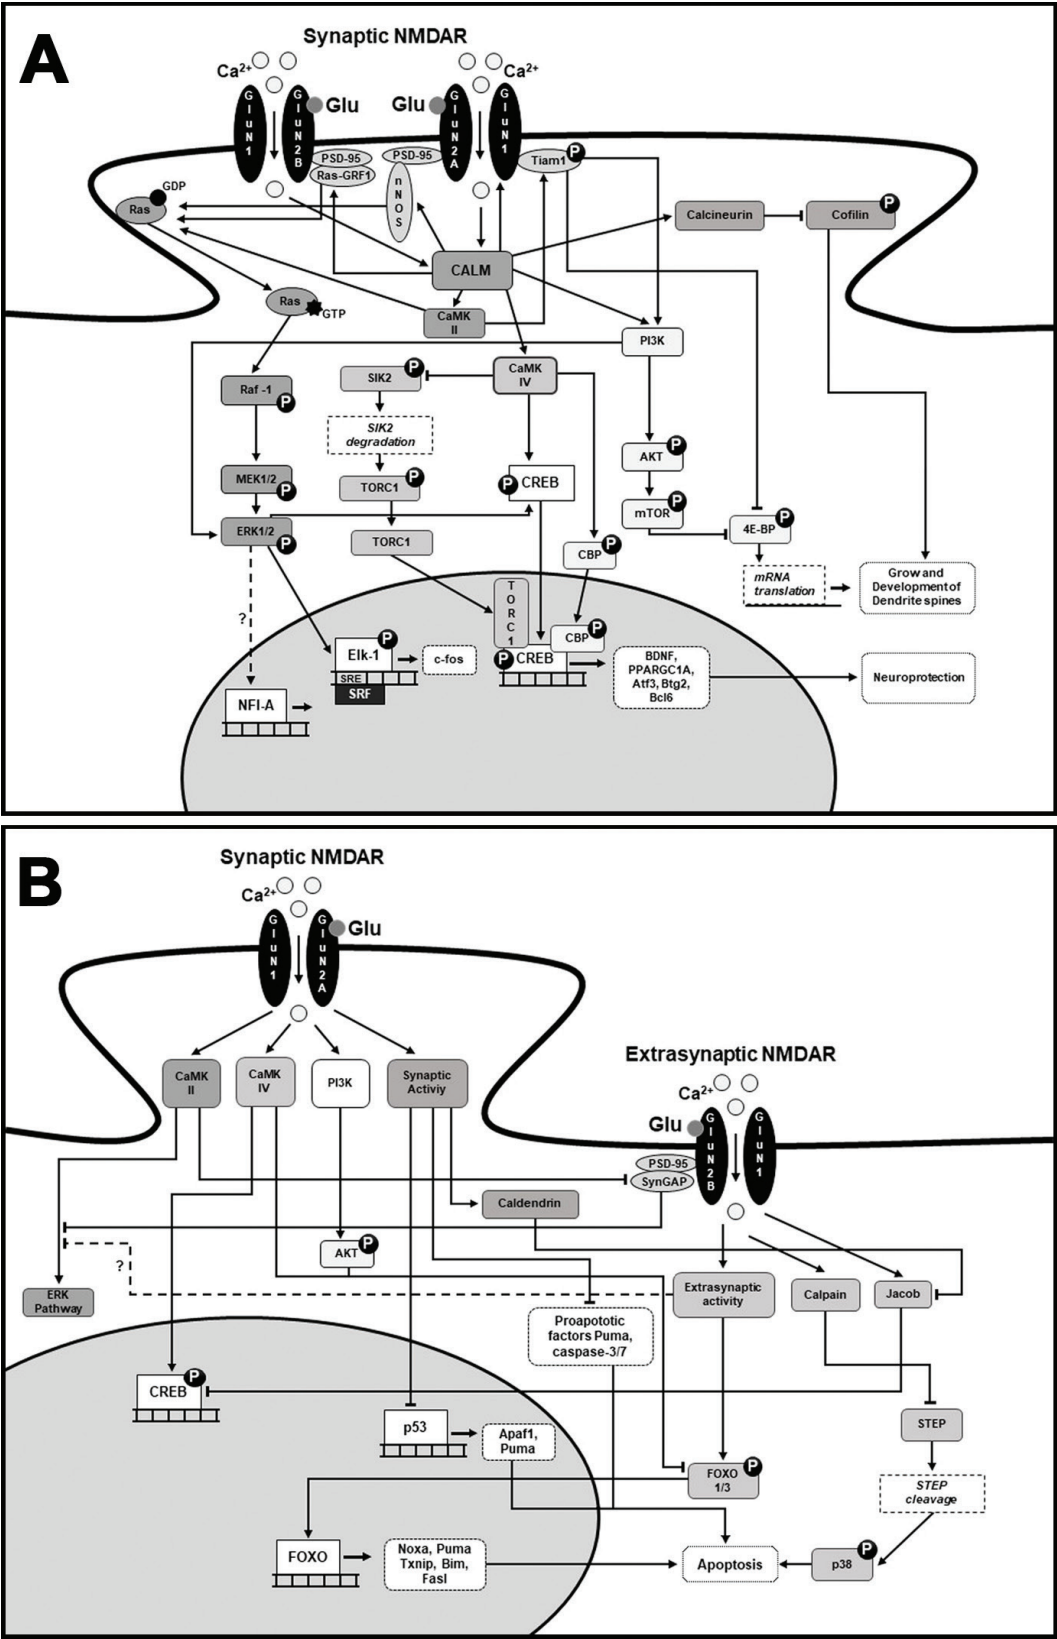 A
Synaptic NMDAR
Ca2+
Ca2+
GluN1
GluN2B
Glu
Glu
GluN2A
GluN1
PSD-95
Ras-GRF1
PSD-95
nNOS
Tiam1
P
GDP
Ras
Calcineurin
Cofilin
P
CALM
Ras
GTP
CaMK
II
PI3K
Raf -1
P
SIK2
P
CaMK
IV
SIK2
degradation
AKT
P
MEK1/2
P
TORC1
P
P
CREB
mTOR
P
ERK1/2
P
TORC1
CBP
P
4E-BP
P
mRNA
translation
Grow and
Development of
Dendrite spines
?
TORC1
Elk-1
P
SRE
SRF
c-fos
P
CREB
CBP
P
BDNF,
PPARGC1A,
Atf3, Btg2,
Bcl6
Neuroprotection
NFI-A
B
Synaptic NMDAR
Ca2+
GluN1
GluN2A
Glu
CaMK
II
CaMK
IV
PI3K
Synaptic
Activiy
Extrasynaptic NMDAR
Ca2+
Glu
GluN2B
GluN1
PSD-95
SynGAP
Caldendrin
AKT
P
?
ERK
Pathway
Extrasynaptic
activity
Calpain
Jacob
Proapototic
factors Puma,
caspase-3/7
CREB
P
p53
Apaf1,
Puma
STEP
FOXO
1/3
P
STEP
cleavage
FOXO
Noxa, Puma
Txnip, Bim,
Fasl
Apoptosis
p38
P